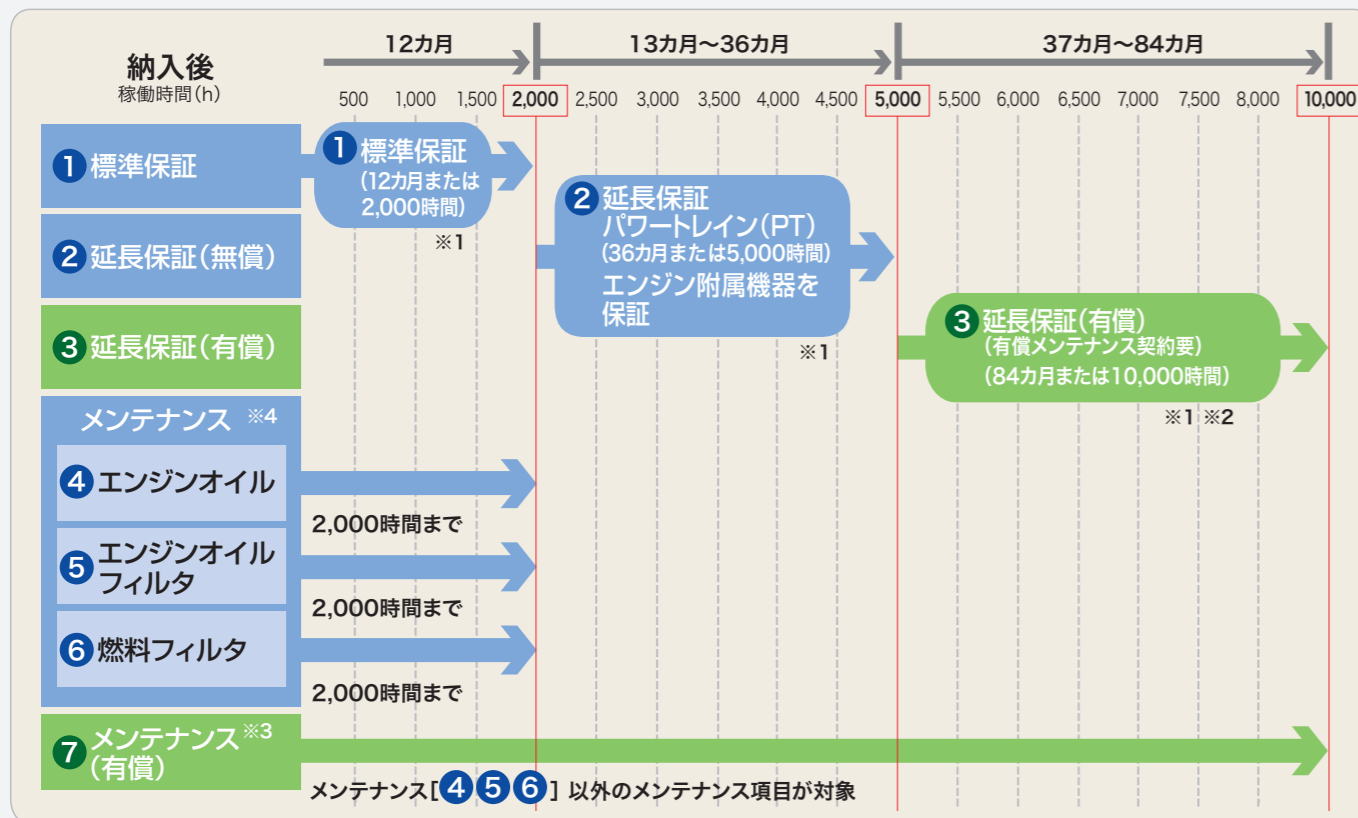 納入後
稼働時間(h)
12カ月
13カ月〜36カ月
37カ月〜84カ月
500 1,000 1,500 2,000 2,500 3,000 3,500 4,000 4,500 5,000 5,500 6,000 6,500 7,000 7,500 8,000 10,000
❶標準保証
❶標準保証
(12カ月または
2,000時間)
※1
❷延長保証(無償)
❷延長保証
パワートレイン(PT)
(36カ月または5,000時間)
エンジン附属機器を
保証
※1
❸延長保証(有償)
❸延長保証(有償)
(有償メンテナンス契約要)
(84カ月または10,000時間)
※1 ※2
メンテナンス ※4
❹エンジンオイル
2,000時間まで
❺エンジンオイル
フィルタ
2,000時間まで
❻燃料フィルタ
2,000時間まで
❼メンテナンス※3
(有償)
メンテナンス[❹❺❻]以外のメンテナンス項目が対象